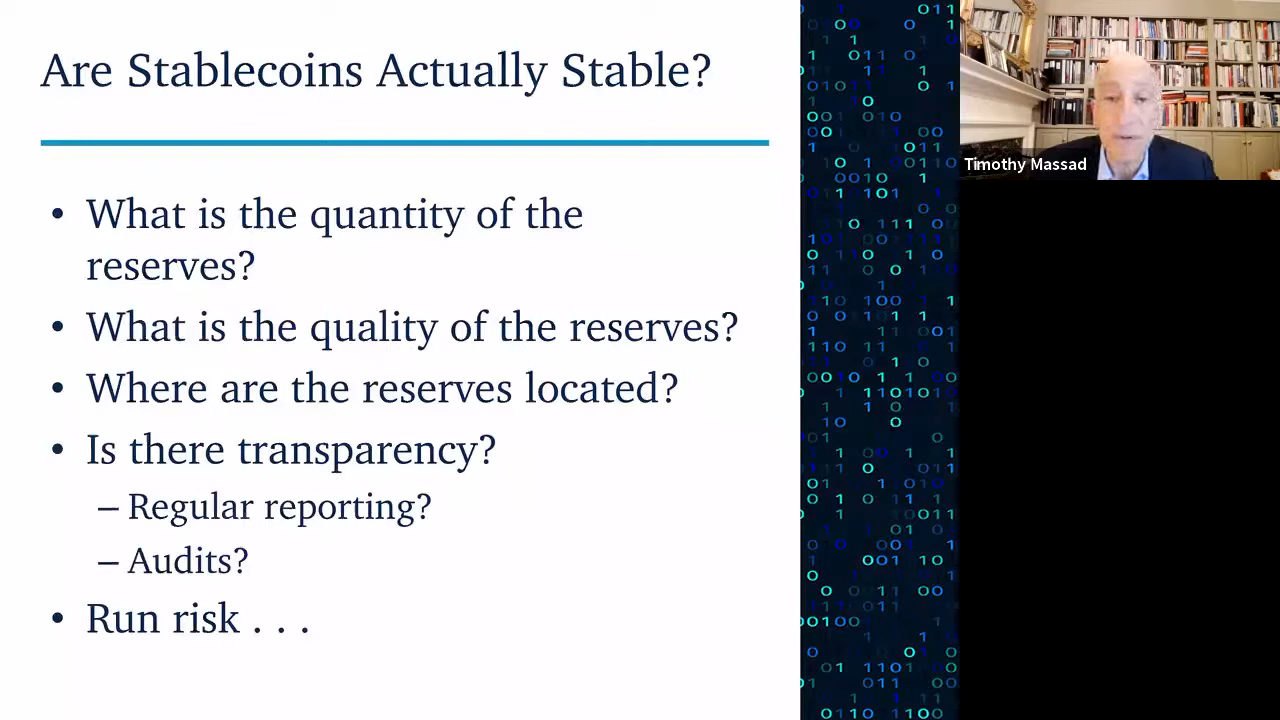 Are Stablecoins Actually Stable?
• What is the quantity of the
reserves?
• What is the quality of the reserves?
• Where are the reserves located?
• Is there transparency?
– Regular reporting?
– Audits?
• Run risk . . .
Timothy Massad